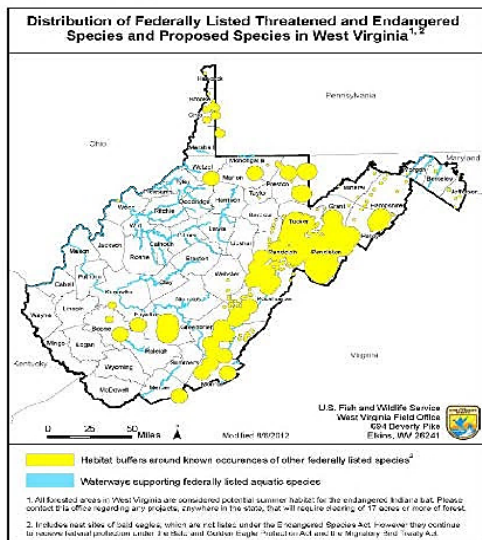 Distribution of Federally Listed Threatened and Endangered
Species and Proposed Species in West Virginia1, 2
Hancock
Brooke
Ohio
Pennsylvania
Ohio
Marshall
Maryland
Monongalia
Wetzel
Morgan
Berkeley
Jefferson
Marion
Preston
Mineral
Tyler
Taylor
Hampshire
Doddridge
Harrison
Grant
Wood
Ritchie
Barbour
Tucker
Hardy
Wirt
Lewis
Jackson
Calhoun
Upshur
Randolph
Pendleton
Mason
Roane
Braxton
Webster
Putnam
Clay
Cabell
Kanawha
Nicholas
Pocahontas
Wayne
Lincoln
Boone
Fayette
Greenbrier
Mingo
Logan
Raleigh
Kentucky
Wyoming
Summers
Virginia
McDowell
Mercer
Monroe
U.S. Fish and Wildlife Service
West Virginia Field Office
694 Beverly Pike
Elkins, WV 26241
0 25 50
Miles
Modified 8/6/2012
Habitat buffers around known occurences of other federally listed species2
Waterways supporting federally listed aquatic species
1. All forested areas in West Virginia are considered potential summer habitat for the endangered Indiana bat. Please
contact this office regarding any projects, anywhere in the state, that will require clearing of 17 acres or more of forest.
2. Includes nest sites of bald eagles, which are not listed under the Endangered Species Act. However they continue
to receive federal protection under the Bald and Golden Eagle Protection Act and the Migratory Bird Treaty Act.